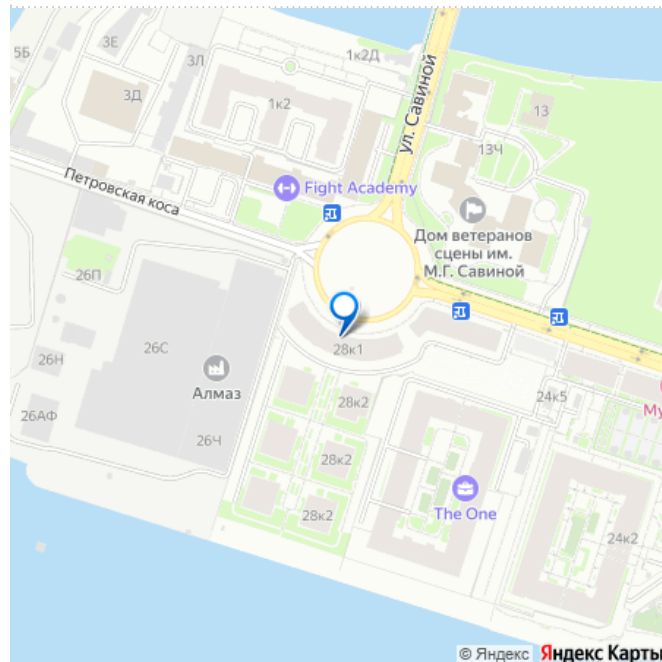 3Е
5Б
3Л
1к2Д
3Д
1к2
ул. Савиной
13
13Ч
Петровская коса
Fight Academy
Дом ветеранов
сцены им.
М.Г. Савиной
26П
26С
28к1
26Н
Алмаз
28к2
24к5
26АФ
26Ч
28к2
The One
28к2
24к2
© Яндекс Яндекс Карты